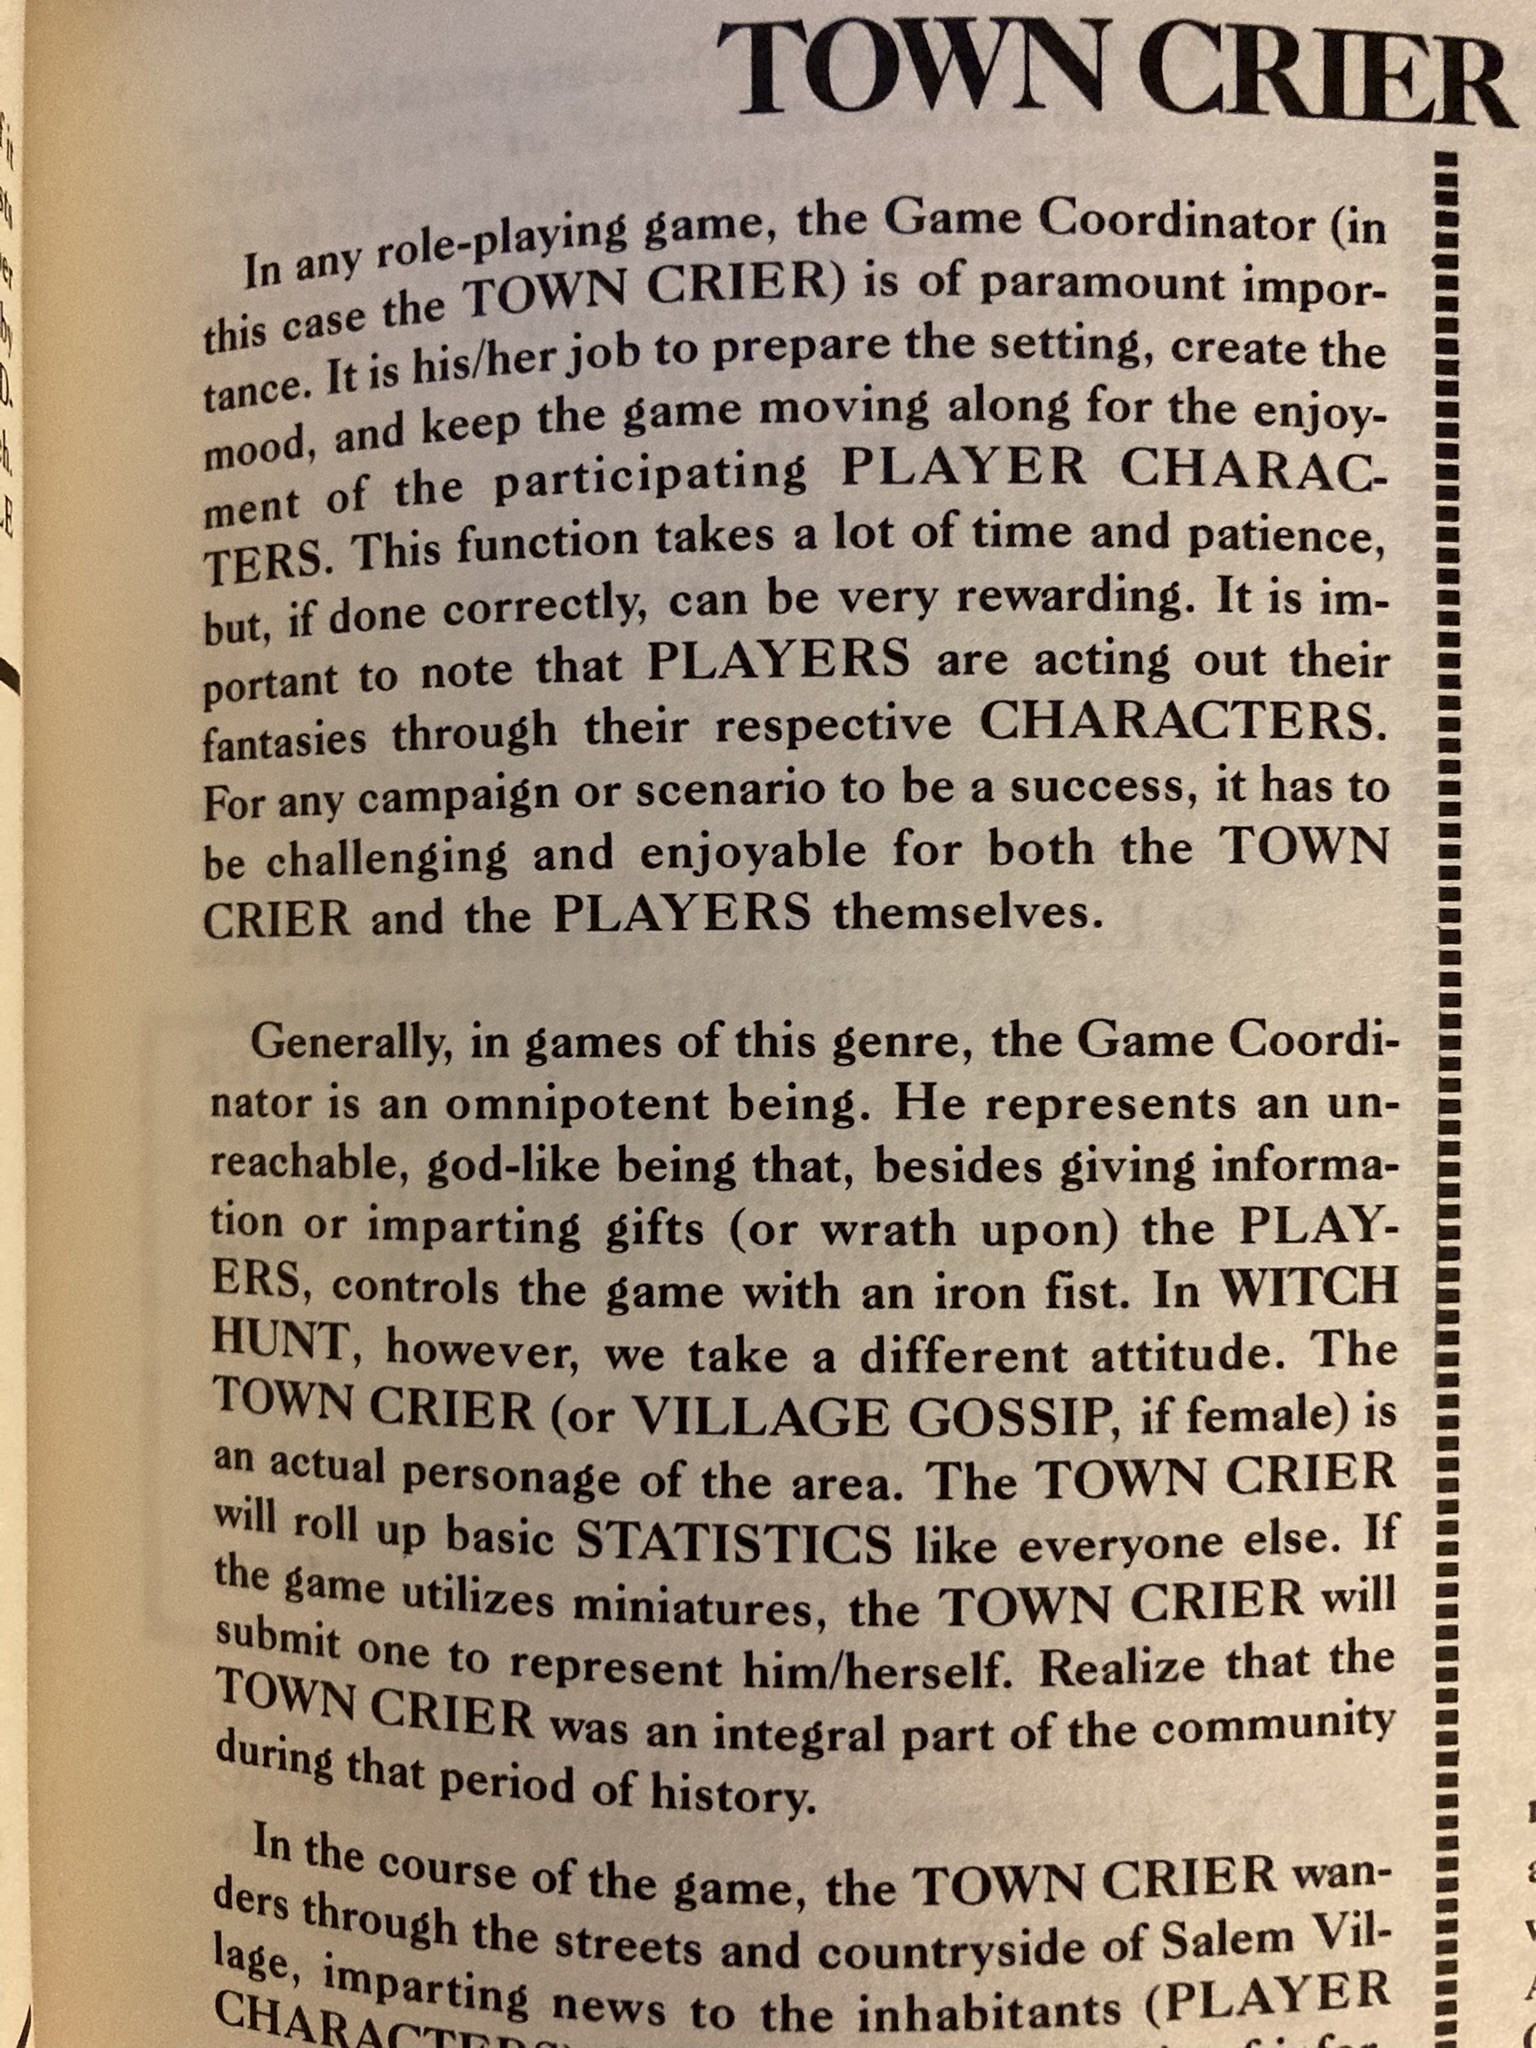 TOWN CRIER
In any role-playing game, the Game Coordinator (in
this case the TOWN CRIER) is of paramount impor-
tance. It is his/her job to prepare the setting, create the
mood, and keep the game moving along for the enjoy-
ment of the participating PLAYER CHARAC-
TERS. This function takes a lot of time and patience,
but, if done correctly, can be very rewarding. It is im-
portant to note that PLAYERS are acting out their
fantasies through their respective CHARACTERS.
For any campaign or scenario to be a success, it has to
be challenging and enjoyable for both the TOWN
CRIER and the PLAYERS themselves.
Generally, in games of this genre, the Game Coordi-
nator is an omnipotent being. He represents an un-
reachable, god-like being that, besides giving informa-
tion or imparting gifts (or wrath upon) the PLAY-
ERS, controls the game with an iron fist. In WITCH
HUNT, however, we take a different attitude. The
TOWN CRIER (or VILLAGE GOSSIP, if female) is
an actual personage of the area. The TOWN CRIER
will roll up basic STATISTICS like everyone else. If
the game utilizes miniatures, the TOWN CRIER will
submit one to represent him/herself. Realize that the
TOWN CRIER was an integral part of the community
during that period of history.
In the course of the game, the TOWN CRIER wan-
ders through the streets and countryside of Salem Vil-
lage, imparting news to the inhabitants (PLAYER
CHARACTERS)